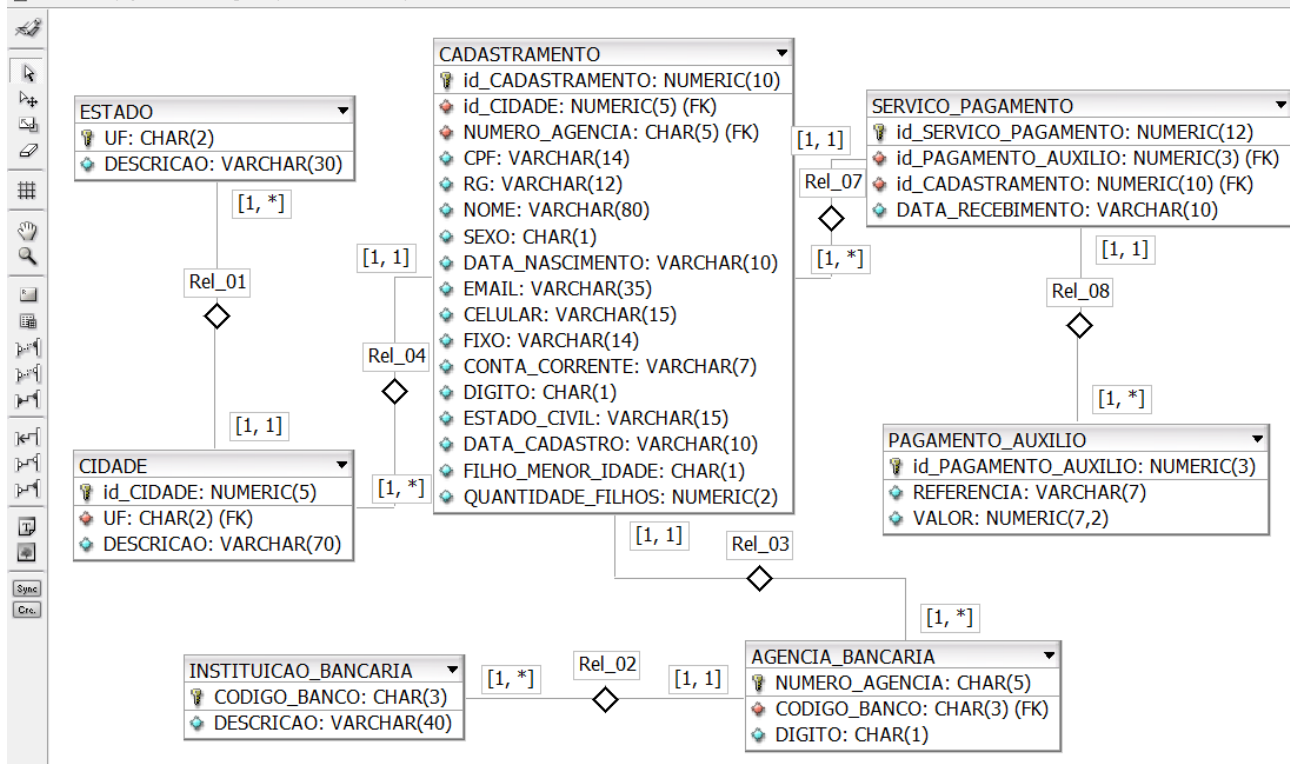 CADASTRAMENTO
id_CADASTRAMENTO: NUMERIC(10)
id_CIDADE: NUMERIC(5) (FK)
NUMERO_AGENCIA: CHAR(5) (FK)
CPF: VARCHAR(14)
RG: VARCHAR(12)
NOME: VARCHAR(80)
SEXO: CHAR(1)
DATA_NASCIMENTO: VARCHAR(10)
EMAIL: VARCHAR(35)
CELULAR: VARCHAR(15)
FIXO: VARCHAR(14)
CONTA_CORRENTE: VARCHAR(7)
DIGITO: CHAR(1)
ESTADO_CIVIL: VARCHAR(15)
DATA_CADASTRO: VARCHAR(10)
FILHO_MENOR_IDADE: CHAR(1)
QUANTIDADE_FILHOS: NUMERIC(2)
ESTADO
UF: CHAR(2)
DESCRICAO: VARCHAR(30)
[1, *]
Rel_01
[1, 1]
CIDADE
id_CIDADE: NUMERIC(5)
UF: CHAR(2) (FK)
DESCRICAO: VARCHAR(70)
[1, 1]
Rel_04
[1, *]
SERVICO_PAGAMENTO
id_SERVICO_PAGAMENTO: NUMERIC(12)
id_PAGAMENTO_AUXILIO: NUMERIC(3) (FK)
id_CADASTRAMENTO: NUMERIC(10) (FK)
DATA_RECEBIMENTO: VARCHAR(10)
[1, 1]
Rel_07
[1, *]
[1, 1]
Rel_08
[1, *]
PAGAMENTO_AUXILIO
id_PAGAMENTO_AUXILIO: NUMERIC(3)
REFERENCIA: VARCHAR(7)
VALOR: NUMERIC(7,2)
[1, 1]
Rel_03
[1, *]
INSTITUICAO_BANCARIA
CODIGO_BANCO: CHAR(3)
DESCRICAO: VARCHAR(40)
[1, *]
Rel_02
[1, 1]
AGENCIA_BANCARIA
NUMERO_AGENCIA: CHAR(5)
CODIGO_BANCO: CHAR(3) (FK)
DIGITO: CHAR(1)
Sync
Cre.